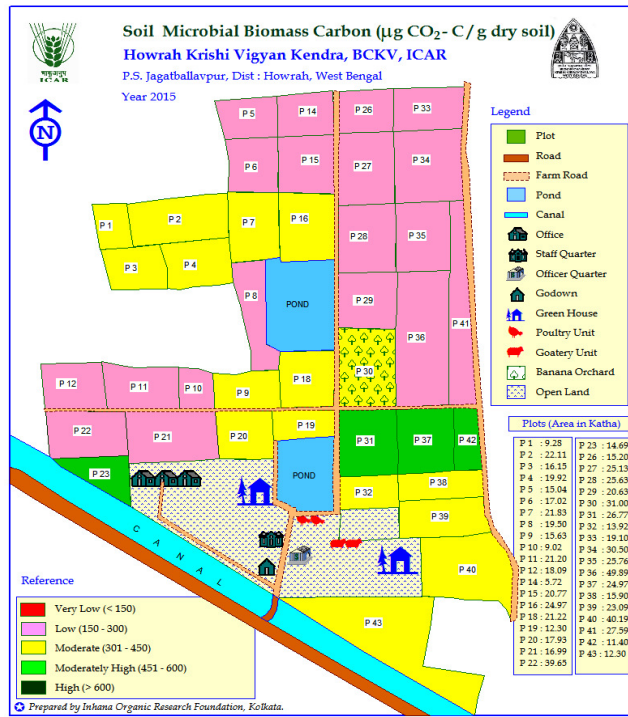 Soil Microbial Biomass Carbon (µg CO₂- C / g dry soil)
Howrah Krishi Vigyan Kendra, BCKV, ICAR
P.S. Jagatballavpur, Dist : Howrah, West Bengal
Year 2015
ICAR
N
Legend
Plot
Road
Farm Road
Pond
Canal
Office
Staff Quarter
Officer Quarter
Godown
Green House
Poultry Unit
Goatery Unit
Banana Orchard
Open Land
P 5
P 14
P 26
P 33
P 6
P 15
P 27
P 34
P 1
P 2
P 7
P 16
P 28
P 35
P 3
P 4
P 8
POND
P 29
P 36
P 41
P 12
P 11
P 10
P 9
P 18
P 30
P 22
P 21
P 20
P 19
P 31
P 37
P 42
P 23
POND
P 32
P 38
P 39
P 40
P 43
CANAL
Plots (Area in Katha)
P 1 : 9.28
P 2 : 22.11
P 3 : 16.15
P 4 : 19.92
P 5 : 15.04
P 6 : 17.02
P 7 : 21.83
P 8 : 19.50
P 9 : 15.63
P 10 : 9.02
P 11 : 21.20
P 12 : 18.09
P 14 : 5.72
P 15 : 20.77
P 16 : 24.97
P 18 : 21.22
P 19 : 12.30
P 20 : 17.93
P 21 : 16.99
P 22 : 39.65
P 23 : 14.69
P 26 : 15.20
P 27 : 25.13
P 28 : 25.63
P 29 : 20.63
P 30 : 31.00
P 31 : 26.77
P 32 : 13.92
P 33 : 19.10
P 34 : 30.50
P 35 : 25.76
P 36 : 49.89
P 37 : 24.97
P 38 : 15.90
P 39 : 23.09
P 40 : 40.19
P 41 : 27.59
P 42 : 11.40
P 43 : 12.30
Reference
Very Low (< 150)
Low (150 - 300)
Moderate (301 - 450)
Moderately High (451 - 600)
High (> 600)
Prepared by Inhana Organic Research Foundation, Kolkata.